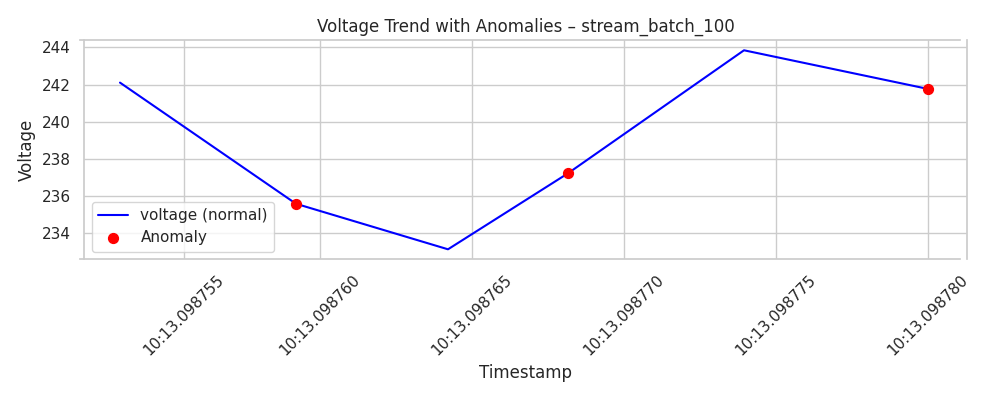 Voltage Trend with Anomalies – stream_batch_100
244
242
240
238
236
234
Voltage
voltage (normal)
Anomaly
10:13.098755
10:13.098760
10:13.098765
10:13.098770
10:13.098775
10:13.098780
Timestamp